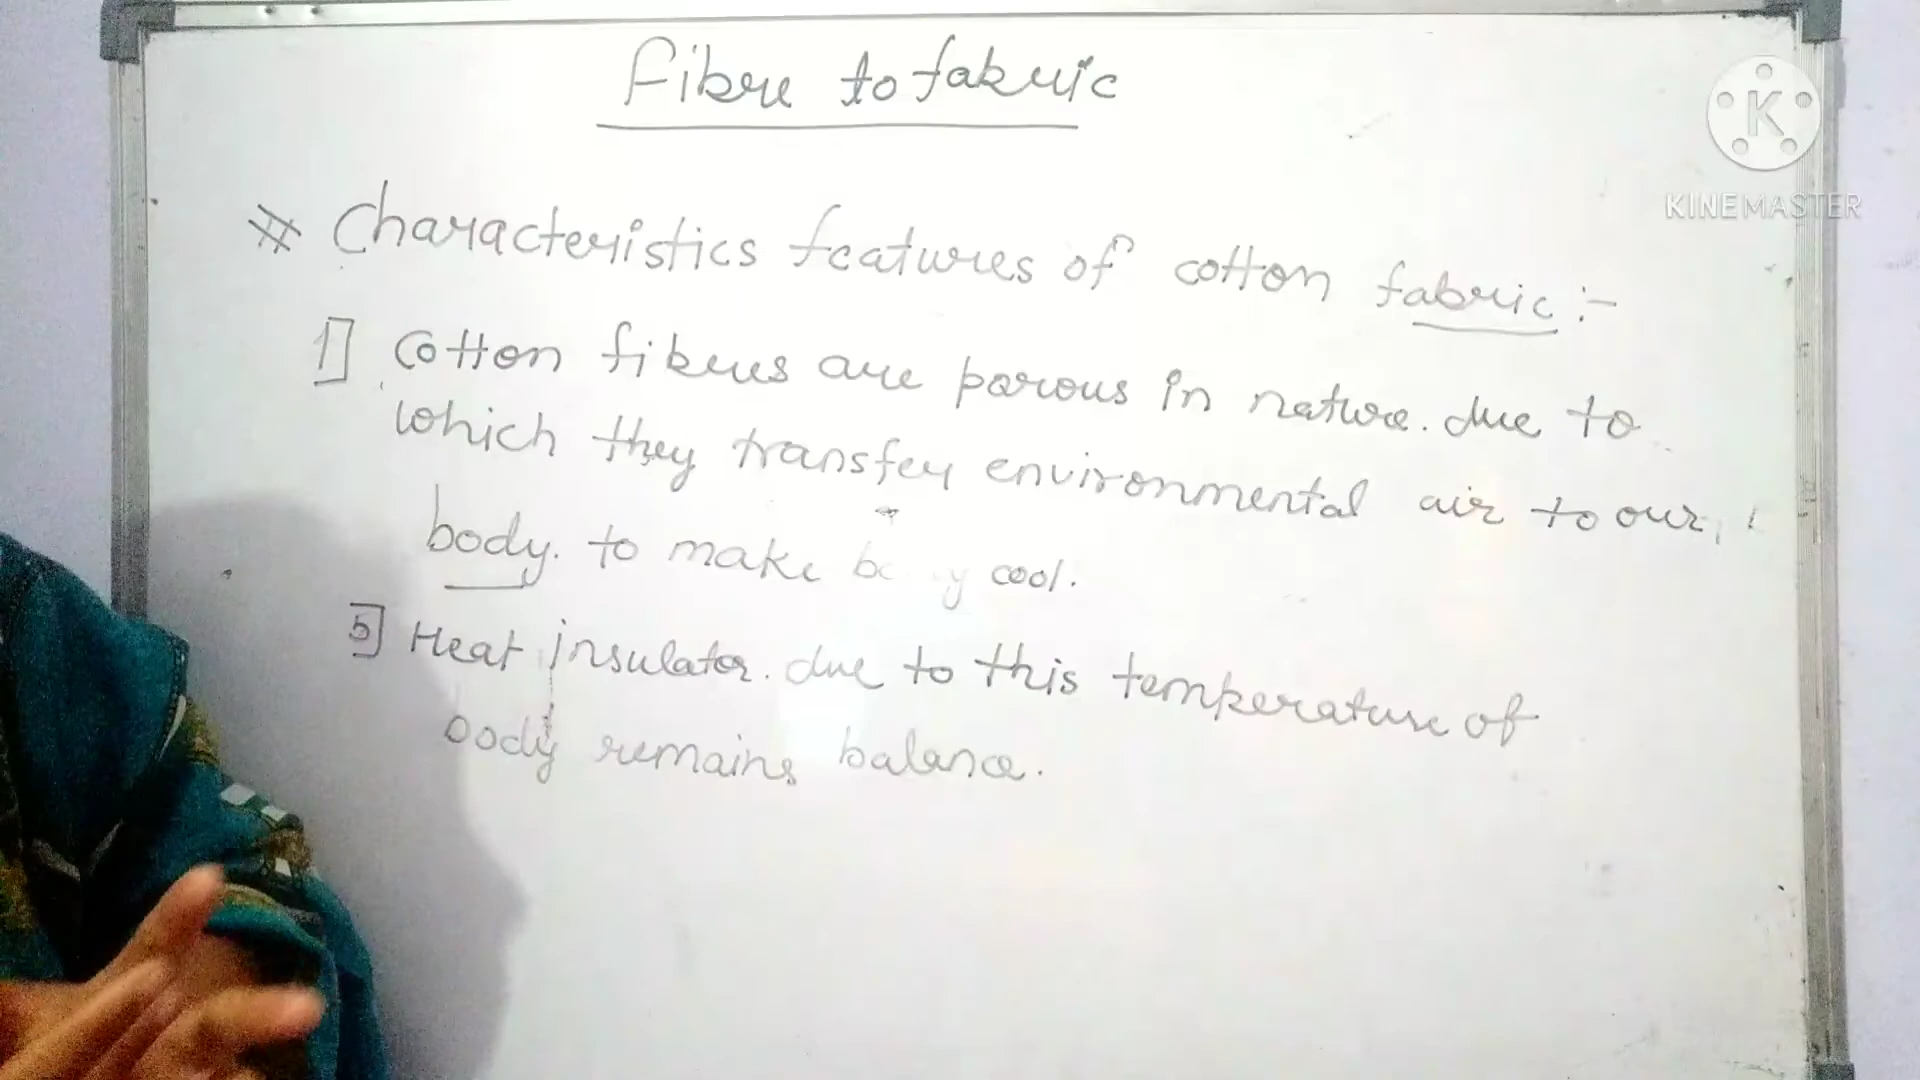 Fibre to fabric
# Characteristics features of cotton fabric :-
1] Cotton fibres are porous in nature. due to
which they transfer environmental air to our
body. to make cool.
5] Heat insulator. due to this temperature of
body remains balance.
K
KINEMASTER